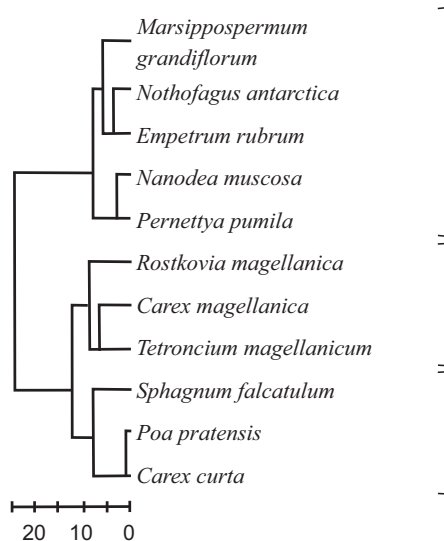 Marsippospermum
grandiflorum
Nothofagus antarctica
Empetrum rubrum
Nanodea muscosa
Pernettya pumila
Rostkovia magellanica
Carex magellanica
Tetroncium magellanicum
Sphagnum falcatulum
Poa pratensis
Carex curta
20 10 0